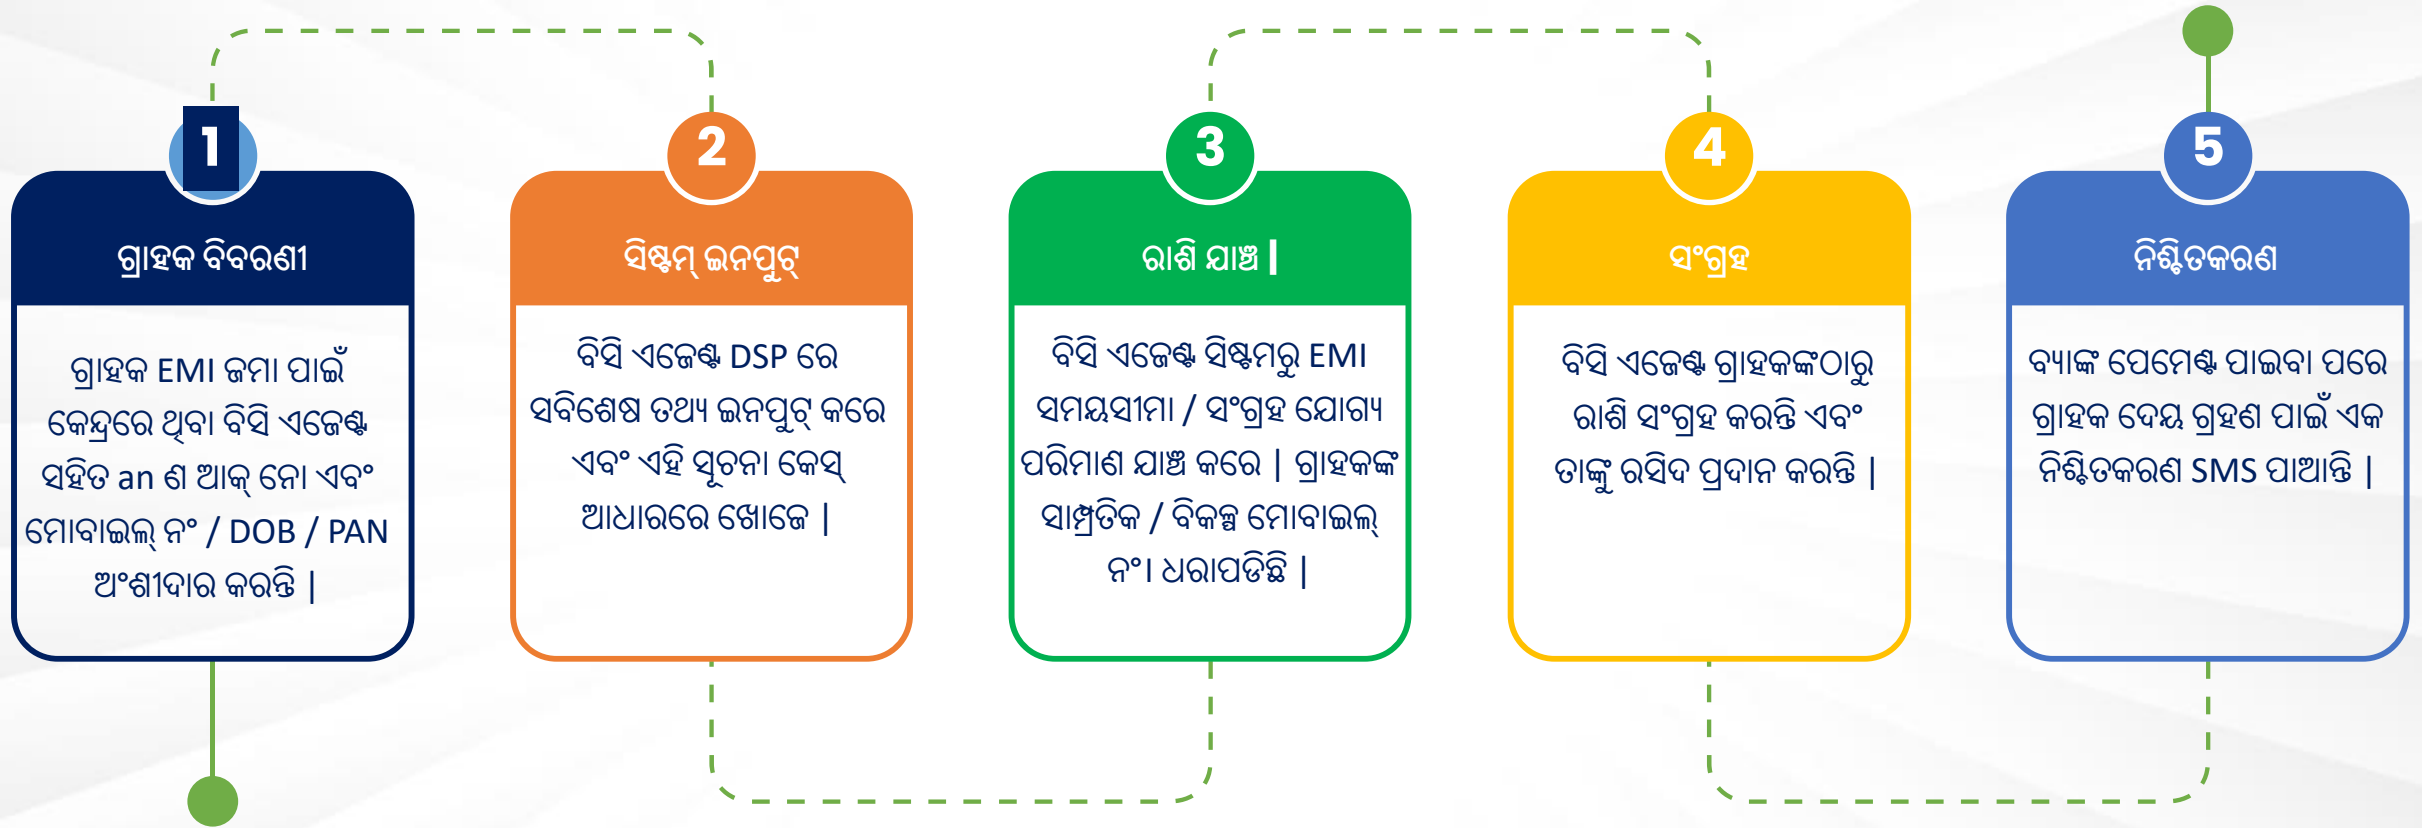 1
ଗ୍ରାହକ ବିବରଣୀ
ଗ୍ରାହକ EMI ଜମା ପାଇଁ
କେନ୍ଦ୍ରରେ ଥିବା ବିସି ଏଜେଣ୍ଟ
ସହିତ an ଣ ଆକ୍ ନୋ ଏବଂ
ମୋବାଇଲ୍ ନଂ / DOB / PAN
ଅଂଶୀଦାର କରନ୍ତି |
2
ସିଷ୍ଟମ୍ ଇନପୁଟ୍
ବିସି ଏଜେଣ୍ଟ DSP ରେ
ସବିଶେଷ ତଥ୍ୟ ଇନପୁଟ୍ କରେ
ଏବଂ ଏହି ସୂଚନା କେସ୍
ଆଧାରରେ ଖୋଜେ |
3
ରାଶି ଯାଞ୍ଚ |
ବିସି ଏଜେଣ୍ଟ ସିଷ୍ଟମରୁ EMI
ସମୟସୀମା / ସଂଗ୍ରହ ଯୋଗ୍ୟ
ପରିମାଣ ଯାଞ୍ଚ କରେ | ଗ୍ରାହକଙ୍କ
ସାମ୍ପ୍ରତିକ / ବିକଳ୍ପ ମୋବାଇଲ୍
ନଂ। ଧରାପଡିଛି |
4
ସଂଗ୍ରହ
ବିସି ଏଜେଣ୍ଟ ଗ୍ରାହକଙ୍କଠାରୁ
ରାଶି ସଂଗ୍ରହ କରନ୍ତି ଏବଂ
ତାଙ୍କୁ ରସିଦ ପ୍ରଦାନ କରନ୍ତି |
5
ନିଶ୍ଚିତକରଣ
ବ୍ୟାଙ୍କ ପେମେଣ୍ଟ ପାଇବା ପରେ
ଗ୍ରାହକ ଦେୟ ଗ୍ରହଣ ପାଇଁ ଏକ
ନିଶ୍ଚିତକରଣ SMS ପାଆନ୍ତି |